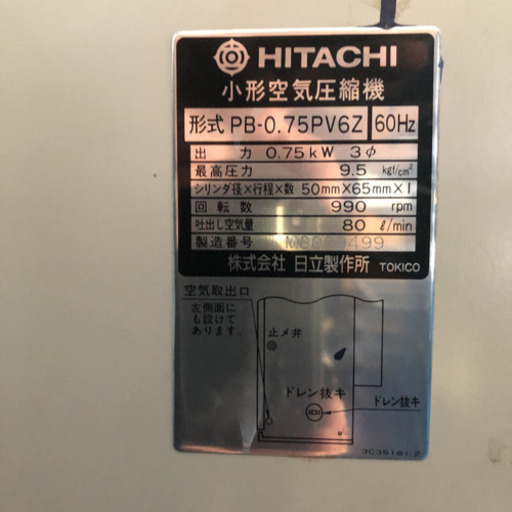 HITACHI
小形空気圧縮機
形式 PB-0.75PV6Z 60Hz
出力 0.75kW 3φ
最高圧力 9.5 kgf/cm²
シリンダ径×行程×数 50mm×65mm×1
回転数 990 rpm
吐出し空気量 80 ℓ/min
製造番号
株式会社 日立製作所 TOKICO
空気取出口
左側面に
も設けて
あります。
止メ弁
ドレン抜キ
ドレン抜キ